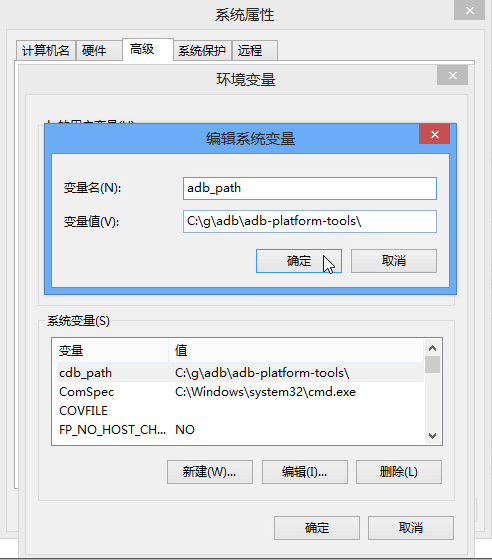 系统属性
计算机名 硬件 高级 系统保护 远程
环境变量
编辑系统变量
变量名(N): adb_path
变量值(V): C:\g\adb\adb-platform-tools\
确定 取消
系统变量(S)
变量 值
cdb_path C:\g\adb\adb-platform-tools\
ComSpec C:\Windows\system32\cmd.exe
COVFILE
FP_NO_HOST_CH... NO
新建(W)... 编辑(I)... 删除(L)
确定 取消